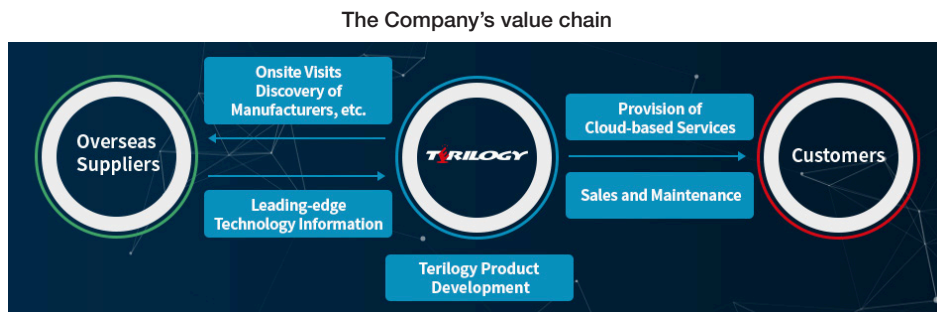 The Company’s value chain
Onsite Visits
Discovery of
Manufacturers, etc.
Overseas
Suppliers
Leading-edge
Technology Information
TERILOGY
Terilogy Product
Development
Provision of
Cloud-based Services
Sales and Maintenance
Customers